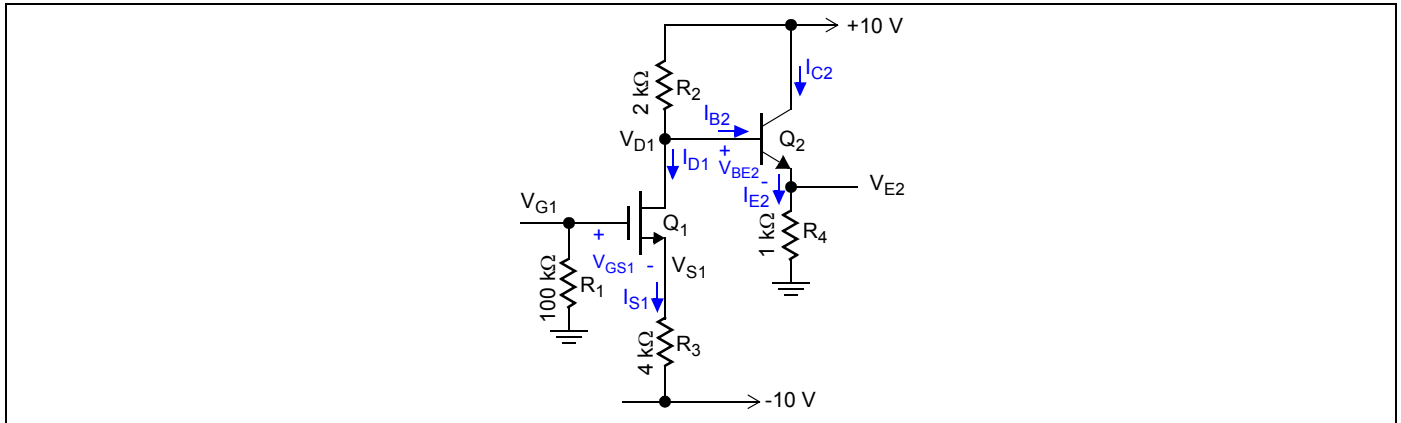 +10 V
I_C2
2 kΩ
R_2
I_B2
Q_2
V_D1
+
I_D1
V_BE2
-
I_E2
V_E2
V_G1
Q_1
+
1 kΩ
R_4
V_GS1
-
V_S1
100 kΩ
R_1
I_S1
4 kΩ
R_3
-10 V